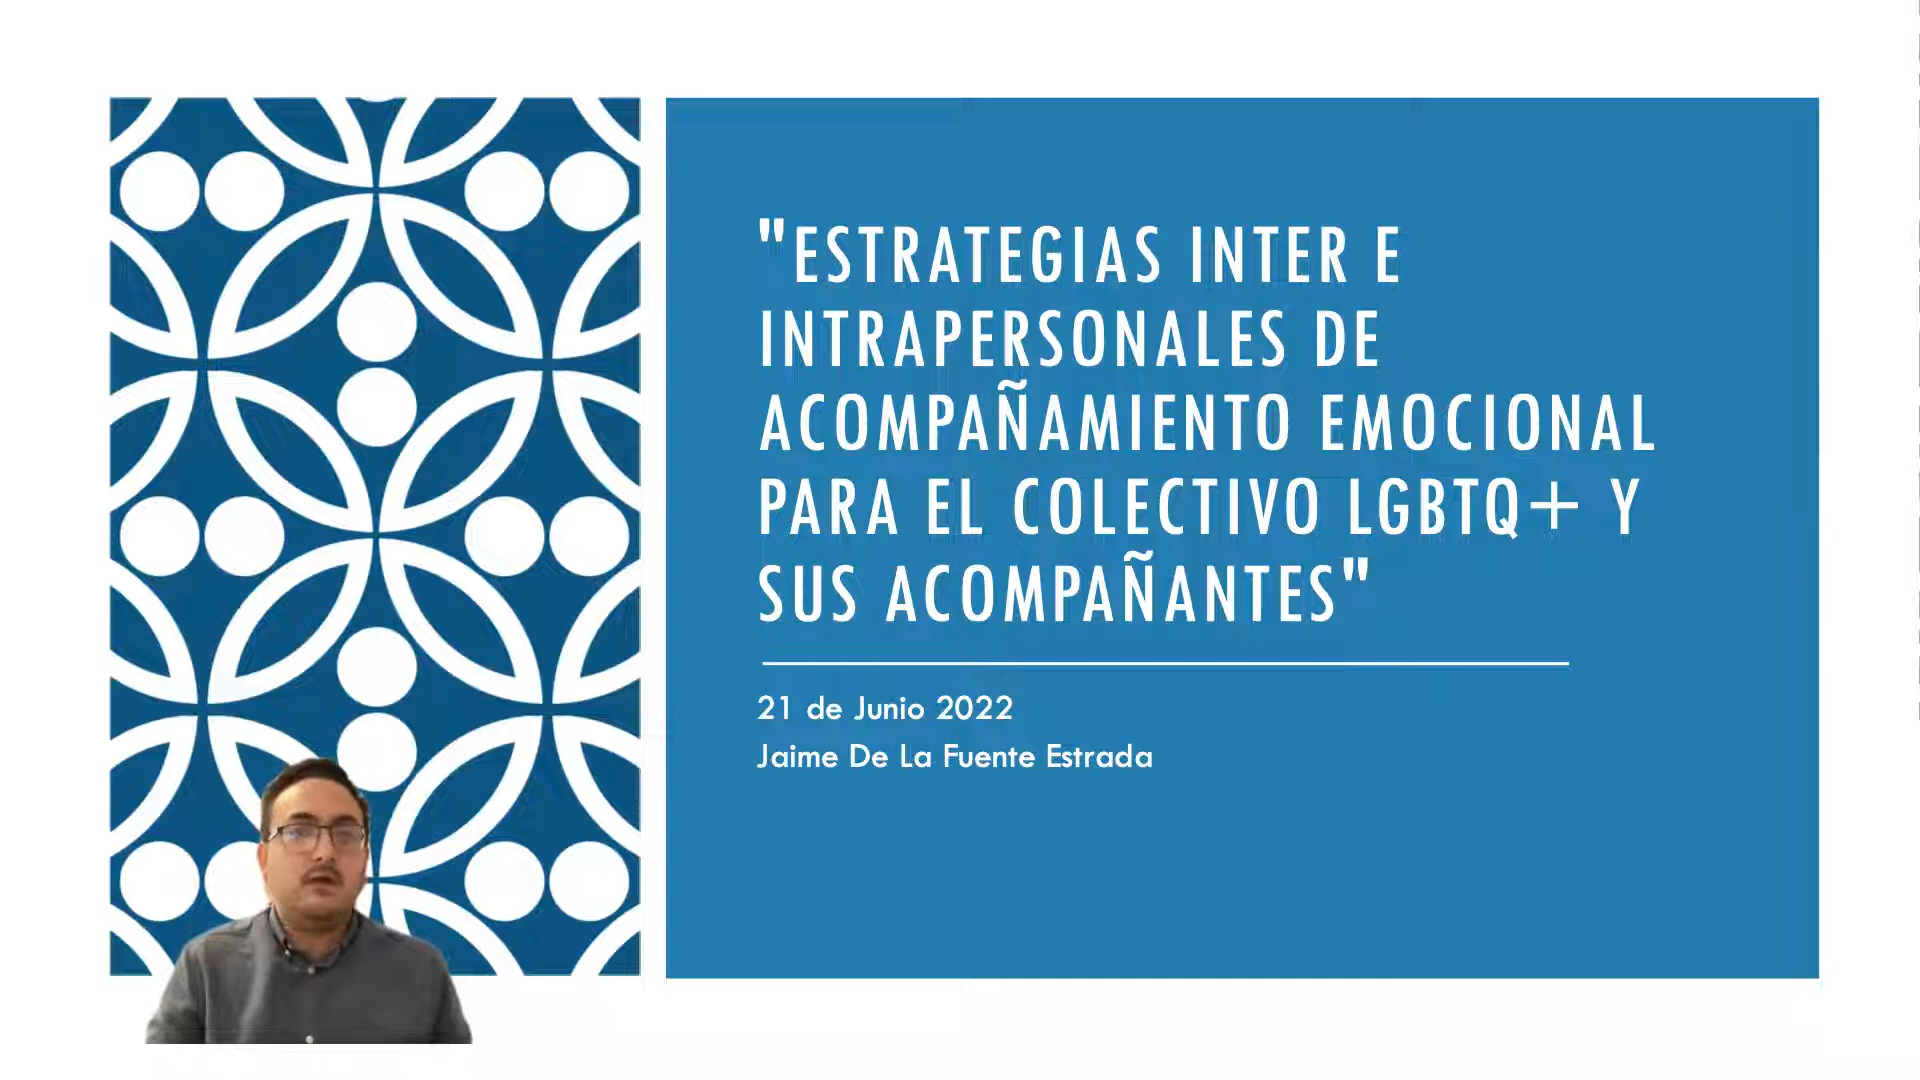 "ESTRATEGIAS INTER E
INTRAPERSONALES DE
ACOMPAÑAMIENTO EMOCIONAL
PARA EL COLECTIVO LGBTQ+ Y
SUS ACOMPAÑANTES"
21 de Junio 2022
Jaime De La Fuente Estrada